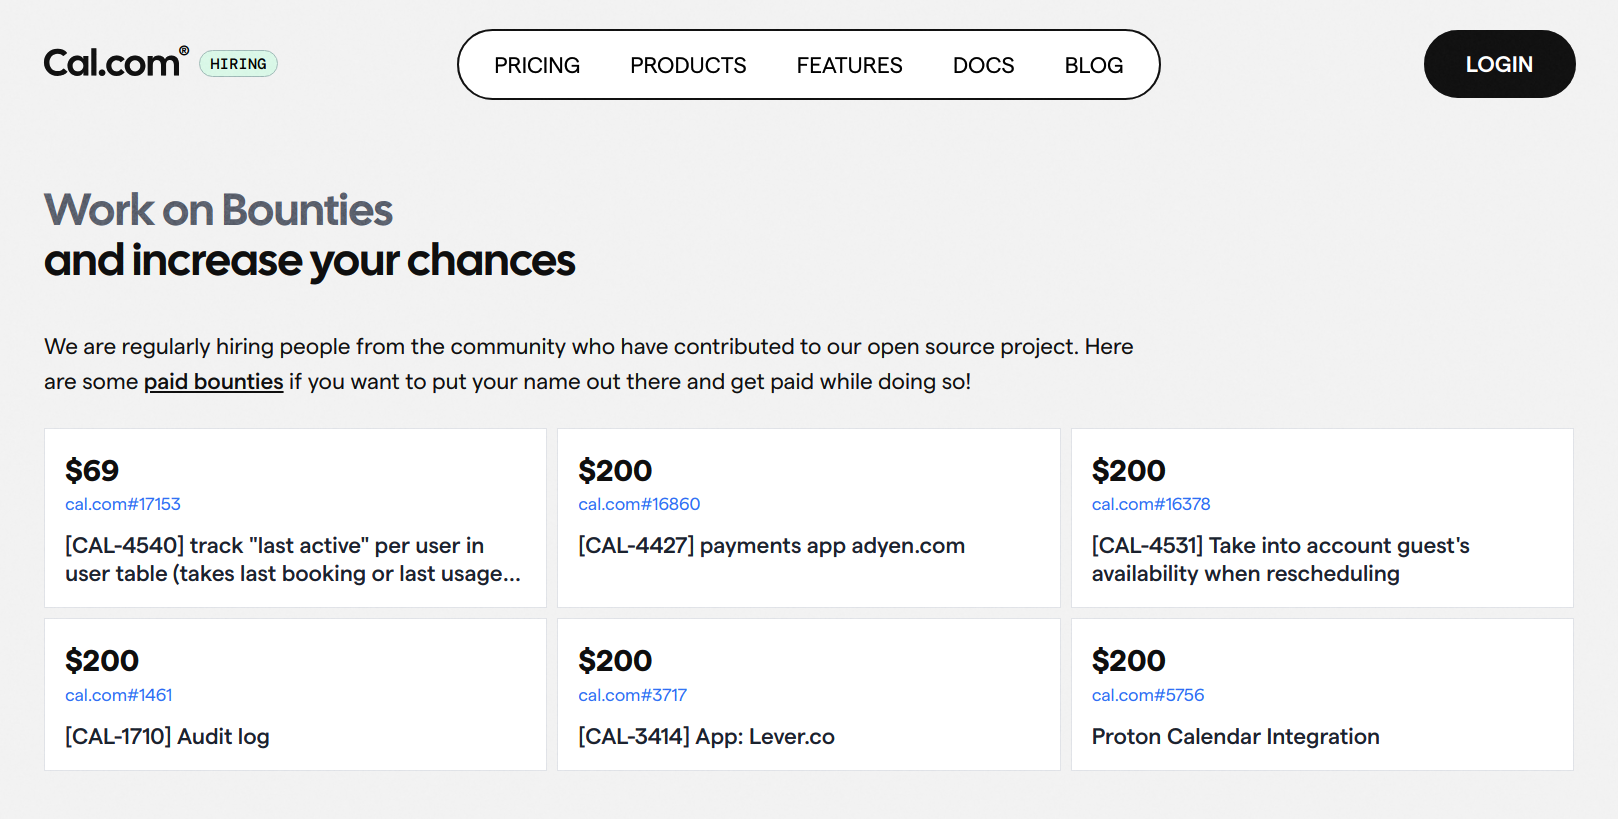 Cal.com® HIRING PRICING PRODUCTS FEATURES DOCS BLOG LOGIN
Work on Bounties
and increase your chances
We are regularly hiring people from the community who have contributed to our open source project. Here
are some paid bounties if you want to put your name out there and get paid while doing so!
$69
cal.com#17153
[CAL-4540] track "last active" per user in
user table (takes last booking or last usage...
$200
cal.com#16860
[CAL-4427] payments app adyen.com
$200
cal.com#16378
[CAL-4531] Take into account guest's
availability when rescheduling
$200
cal.com#1461
[CAL-1710] Audit log
$200
cal.com#3717
[CAL-3414] App: Lever.co
$200
cal.com#5756
Proton Calendar Integration